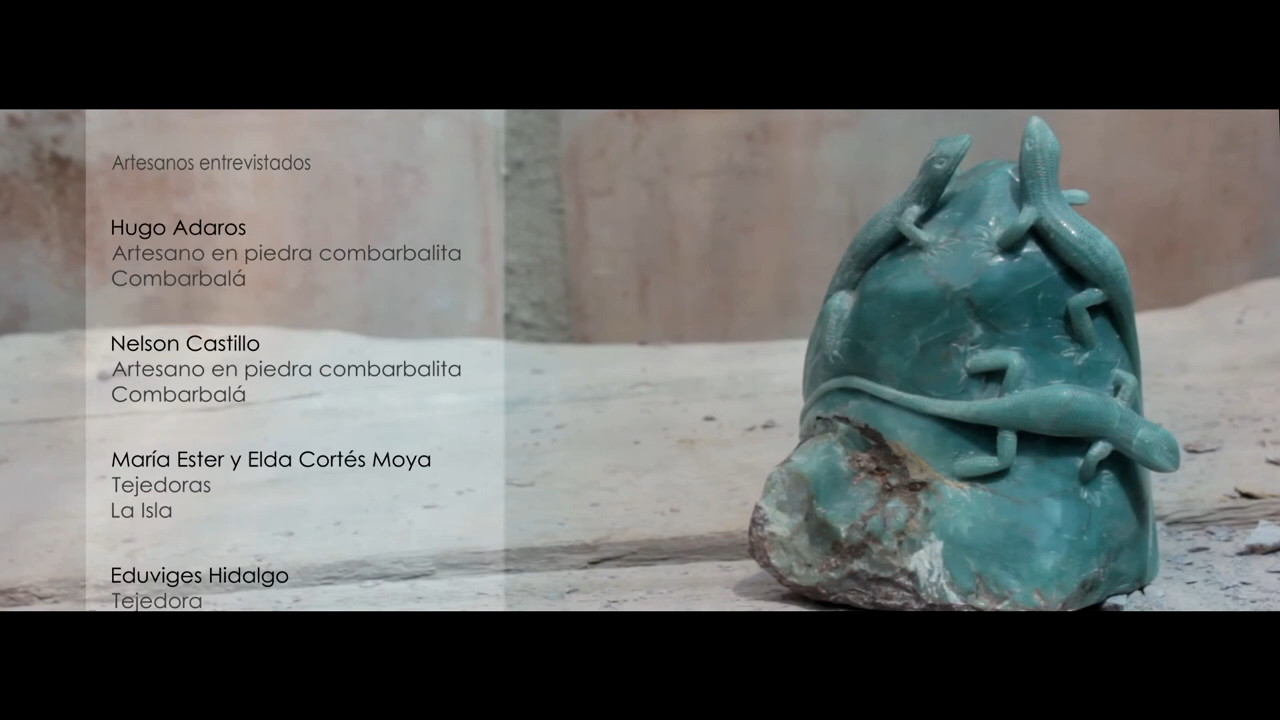 Artesanos entrevistados
Hugo Adaros
Artesano en piedra combarbalita
Combarbalá
Nelson Castillo
Artesano en piedra combarbalita
Combarbalá
María Ester y Elda Cortés Moya
Tejedoras
La Isla
Eduviges Hidalgo
Tejedora